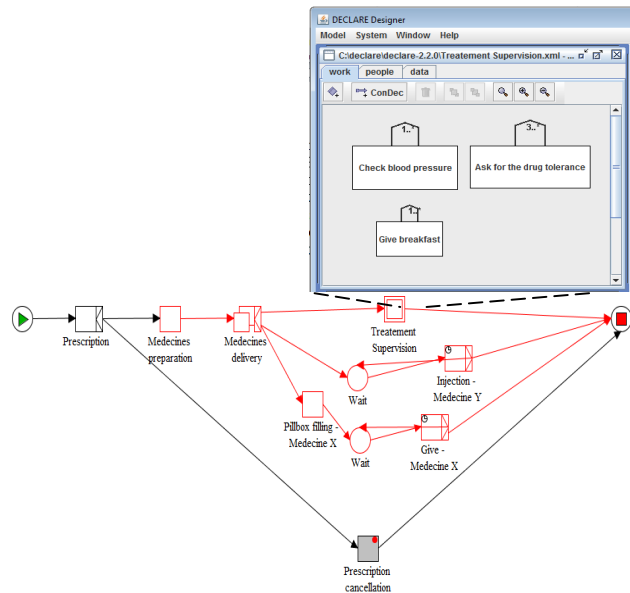 DECLARE Designer
Model System Window Help
C:\declare\declare-2.2.0\Treatement Supervision.xml - ...
work people data
ConDec
1..*
3..*
Check blood pressure
Ask for the drug tolerance
1..*
Give breakfast
Prescription
Medecines
preparation
Medecines
delivery
Treatement
Supervision
Wait
Injection -
Medecine Y
Pillbox filling -
Medecine X
Wait
Give -
Medecine X
Prescription
cancellation